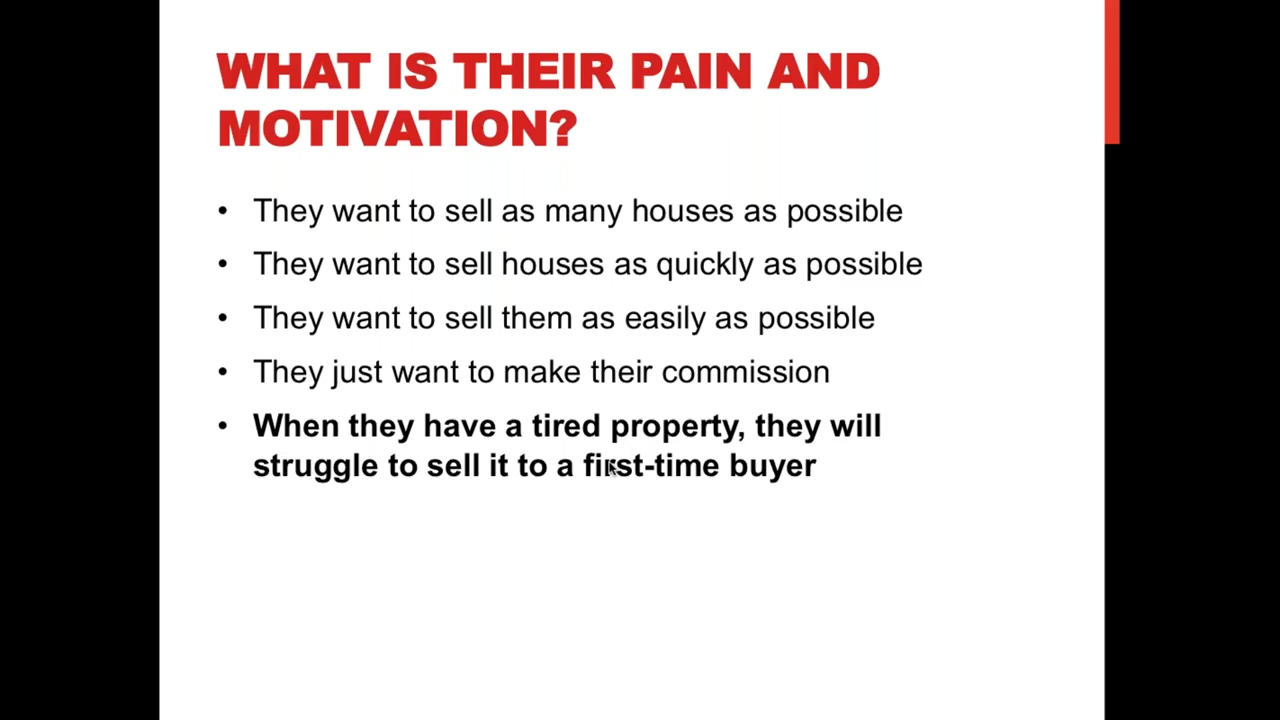 WHAT IS THEIR PAIN AND
MOTIVATION?
• They want to sell as many houses as possible
• They want to sell houses as quickly as possible
• They want to sell them as easily as possible
• They just want to make their commission
• When they have a tired property, they will
struggle to sell it to a first-time buyer